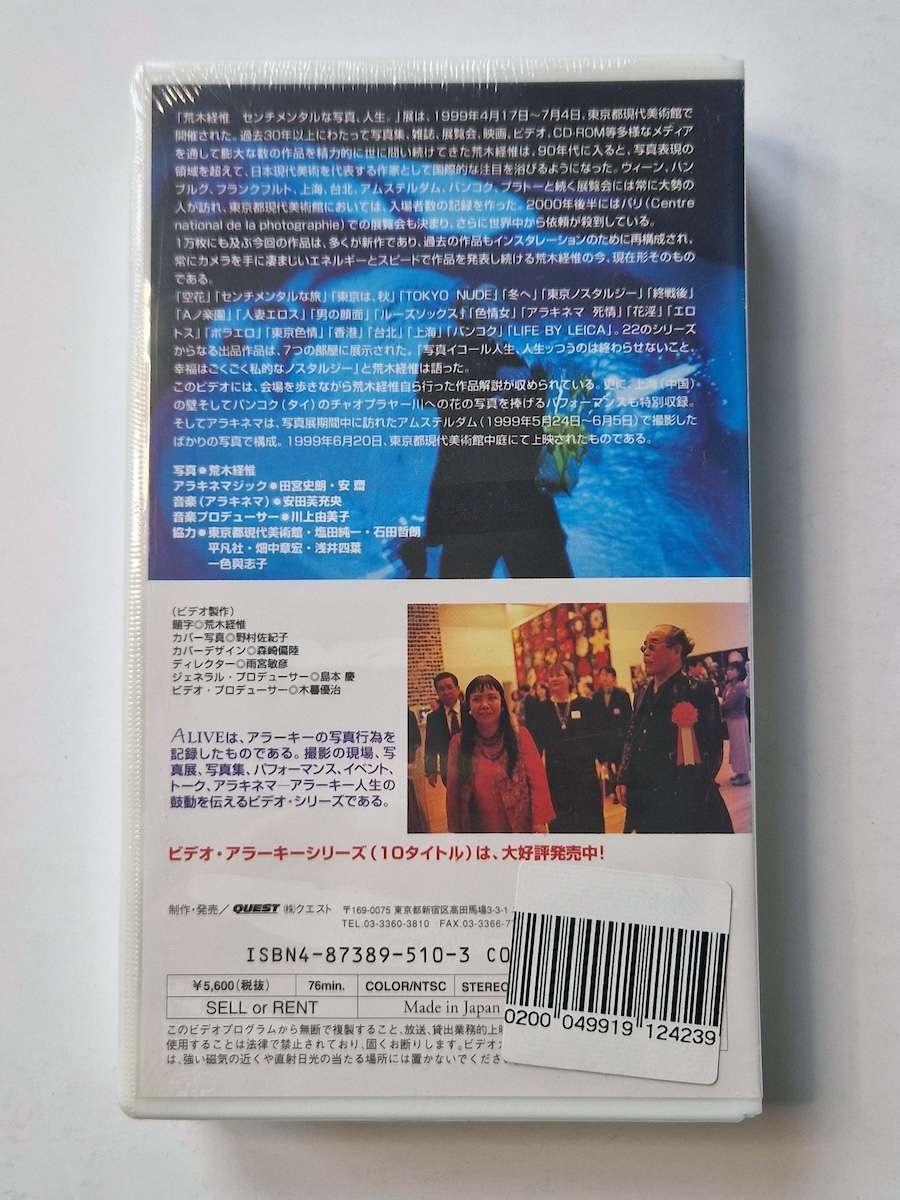 「荒木経惟　センチメンタルな写真、人生。」展は、1999年4月17日〜7月4日、東京都現代美術館で
開催された。過去30年以上にわたって写真集、雑誌、展覧会、映画、ビデオ、CD-ROM等多様なメディア
を通して膨大な数の作品を精力的に世に問い続けてきた荒木経惟は、90年代に入ると、写真表現の
領域を超えて、日本現代美術を代表する作家として国際的な注目を浴びるようになった。ウィーン、ハン
ブルグ、フランクフルト、上海、台北、アムステルダム、バンコク、プラトーと続く展覧会には常に大勢の
人が訪れ、東京都現代美術館においては、入場者数の記録を作った。2000年後半にはパリ(Centre
national de la photographie)での展覧会も決まり、さらに世界中から依頼が殺到している。
1万枚にも及ぶ今回の作品は、多くが新作であり、過去の作品もインスタレーションのために再構成され、
常にカメラを手に凄まじいエネルギーとスピードで作品を発表し続ける荒木経惟の今、現在形そのもの
である。
「空花」「センチメンタルな旅」「東京は、秋」「TOKYO NUDE」「冬へ」「東京ノスタルジー」「終戦後」
「Aノ楽園」「人妻エロス」「男の顔面」「ルーズソックス」「色情女」「アラキネマ 死情」「花淫」「エロ
トス」「ポラエロ」「東京色情」「香港」「台北」「上海」「バンコク」「LIFE BY LEICA」。22のシリーズ
からなる出品作品は、7つの部屋に展示された。「写真イコール人生、人生ッつうのは終わらせないこと、
幸福はごくごく私的なノスタルジー」と荒木経惟は語った。
このビデオには、会場を歩きながら荒木経惟自ら行った作品解説が収められている。更に、上海(中国)
の壁そしてバンコク(タイ)のチャオプラヤー川への花の写真を捧げるパフォーマンスも特別収録。
そしてアラキネマは、写真展期間中に訪れたアムステルダム(1999年5月24日〜6月5日)で撮影し
たばかりの写真で構成。1999年6月20日、東京都現代美術館中庭にて上映されたものである。
写真●荒木経惟
アラキネマジック●田宮史朗・安齋
音楽(アラキネマ)●安田芙充央
音楽プロデューサー●川上由美子
協力●東京都現代美術館・塩田純一・石田哲朗
平凡社・畑中章宏・浅井四葉
一色與志子
(ビデオ製作)
題字◎荒木経惟
カバー写真◎野村佐紀子
カバーデザイン◎森崎偏陸
ディレクター◎雨宮敏彦
ジェネラル・プロデューサー◎島本 慶
ビデオ・プロデューサー◎木暮優治
ALIVEは、アラーキーの写真行為を
記録したものである。撮影の現場、写
真展、写真集、パフォーマンス、イベント、
トーク、アラキネマ―アラーキー人生の
鼓動を伝えるビデオ・シリーズである。
ビデオ・アラーキーシリーズ(10タイトル)は、大好評発売中!
制作・発売／ QUEST ㈱クエスト 〒169-0075 東京都新宿区高田馬場3-3-1
TEL.03-3360-3810 FAX.03-3366-7
ISBN4-87389-510-3 C0
¥5,600(税抜) 76min. COLOR/NTSC STEREO
SELL or RENT Made in Japan
このビデオプログラムから無断で複製すること、放送、貸出業務的上映
使用することは法律で禁止されており、固くお断りします。ビデオ
は、強い磁気の近くや直射日光の当たる場所には置かないでください
0200 049919 124239